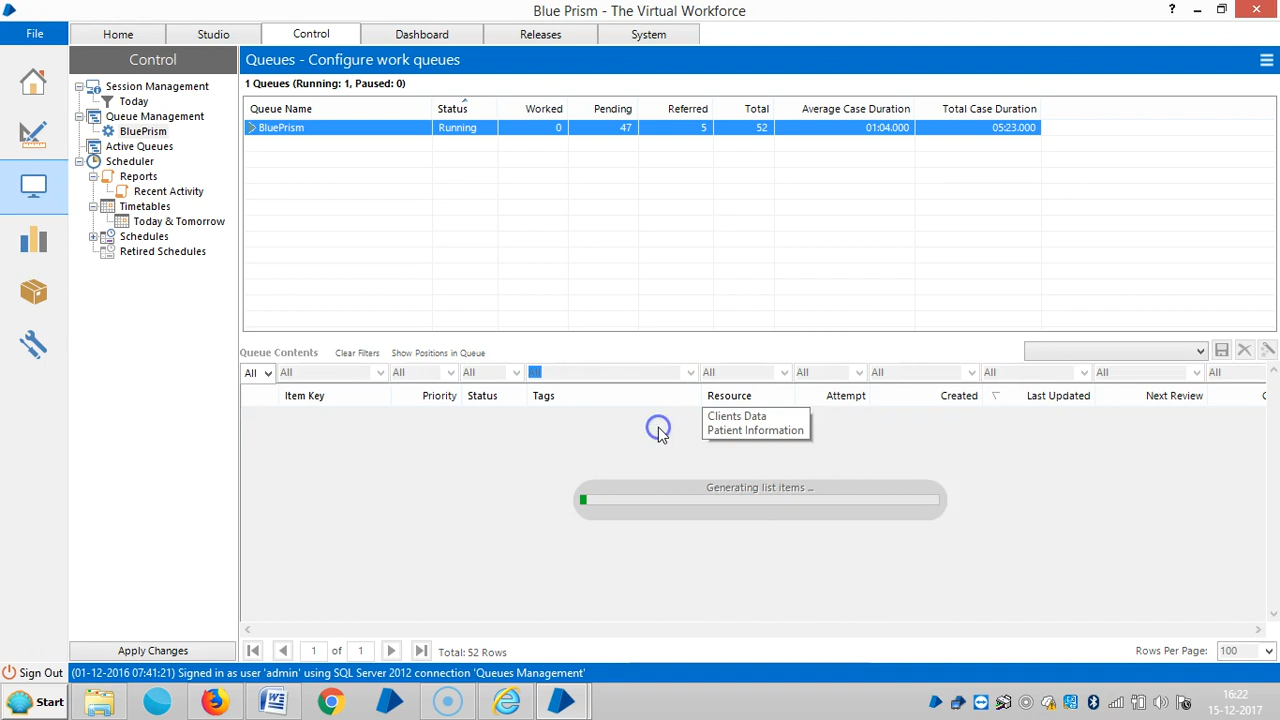 Blue Prism - The Virtual Workforce
File
Home
Studio
Control
Dashboard
Releases
System
Control
Session Management
Today
Queue Management
BluePrism
Active Queues
Scheduler
Reports
Recent Activity
Timetables
Today & Tomorrow
Schedules
Retired Schedules
Apply Changes
Queues - Configure work queues
1 Queues (Running: 1, Paused: 0)
Queue Name Status Worked Pending Referred Total Average Case Duration Total Case Duration
BluePrism Running 0 47 5 52 01:04.000 05:23.000
Queue Contents Clear Filters Show Positions in Queue
All All All All All All All All All All All
Item Key Priority Status Tags Resource Attempt Created Last Updated Next Review C
Clients Data
Patient Information
Generating list items ...
1 of 1 Total: 52 Rows Rows Per Page: 100
Sign Out (01-12-2016 07:41:21) Signed in as user 'admin' using SQL Server 2012 connection 'Queues Management'
Start
16:22
15-12-2017